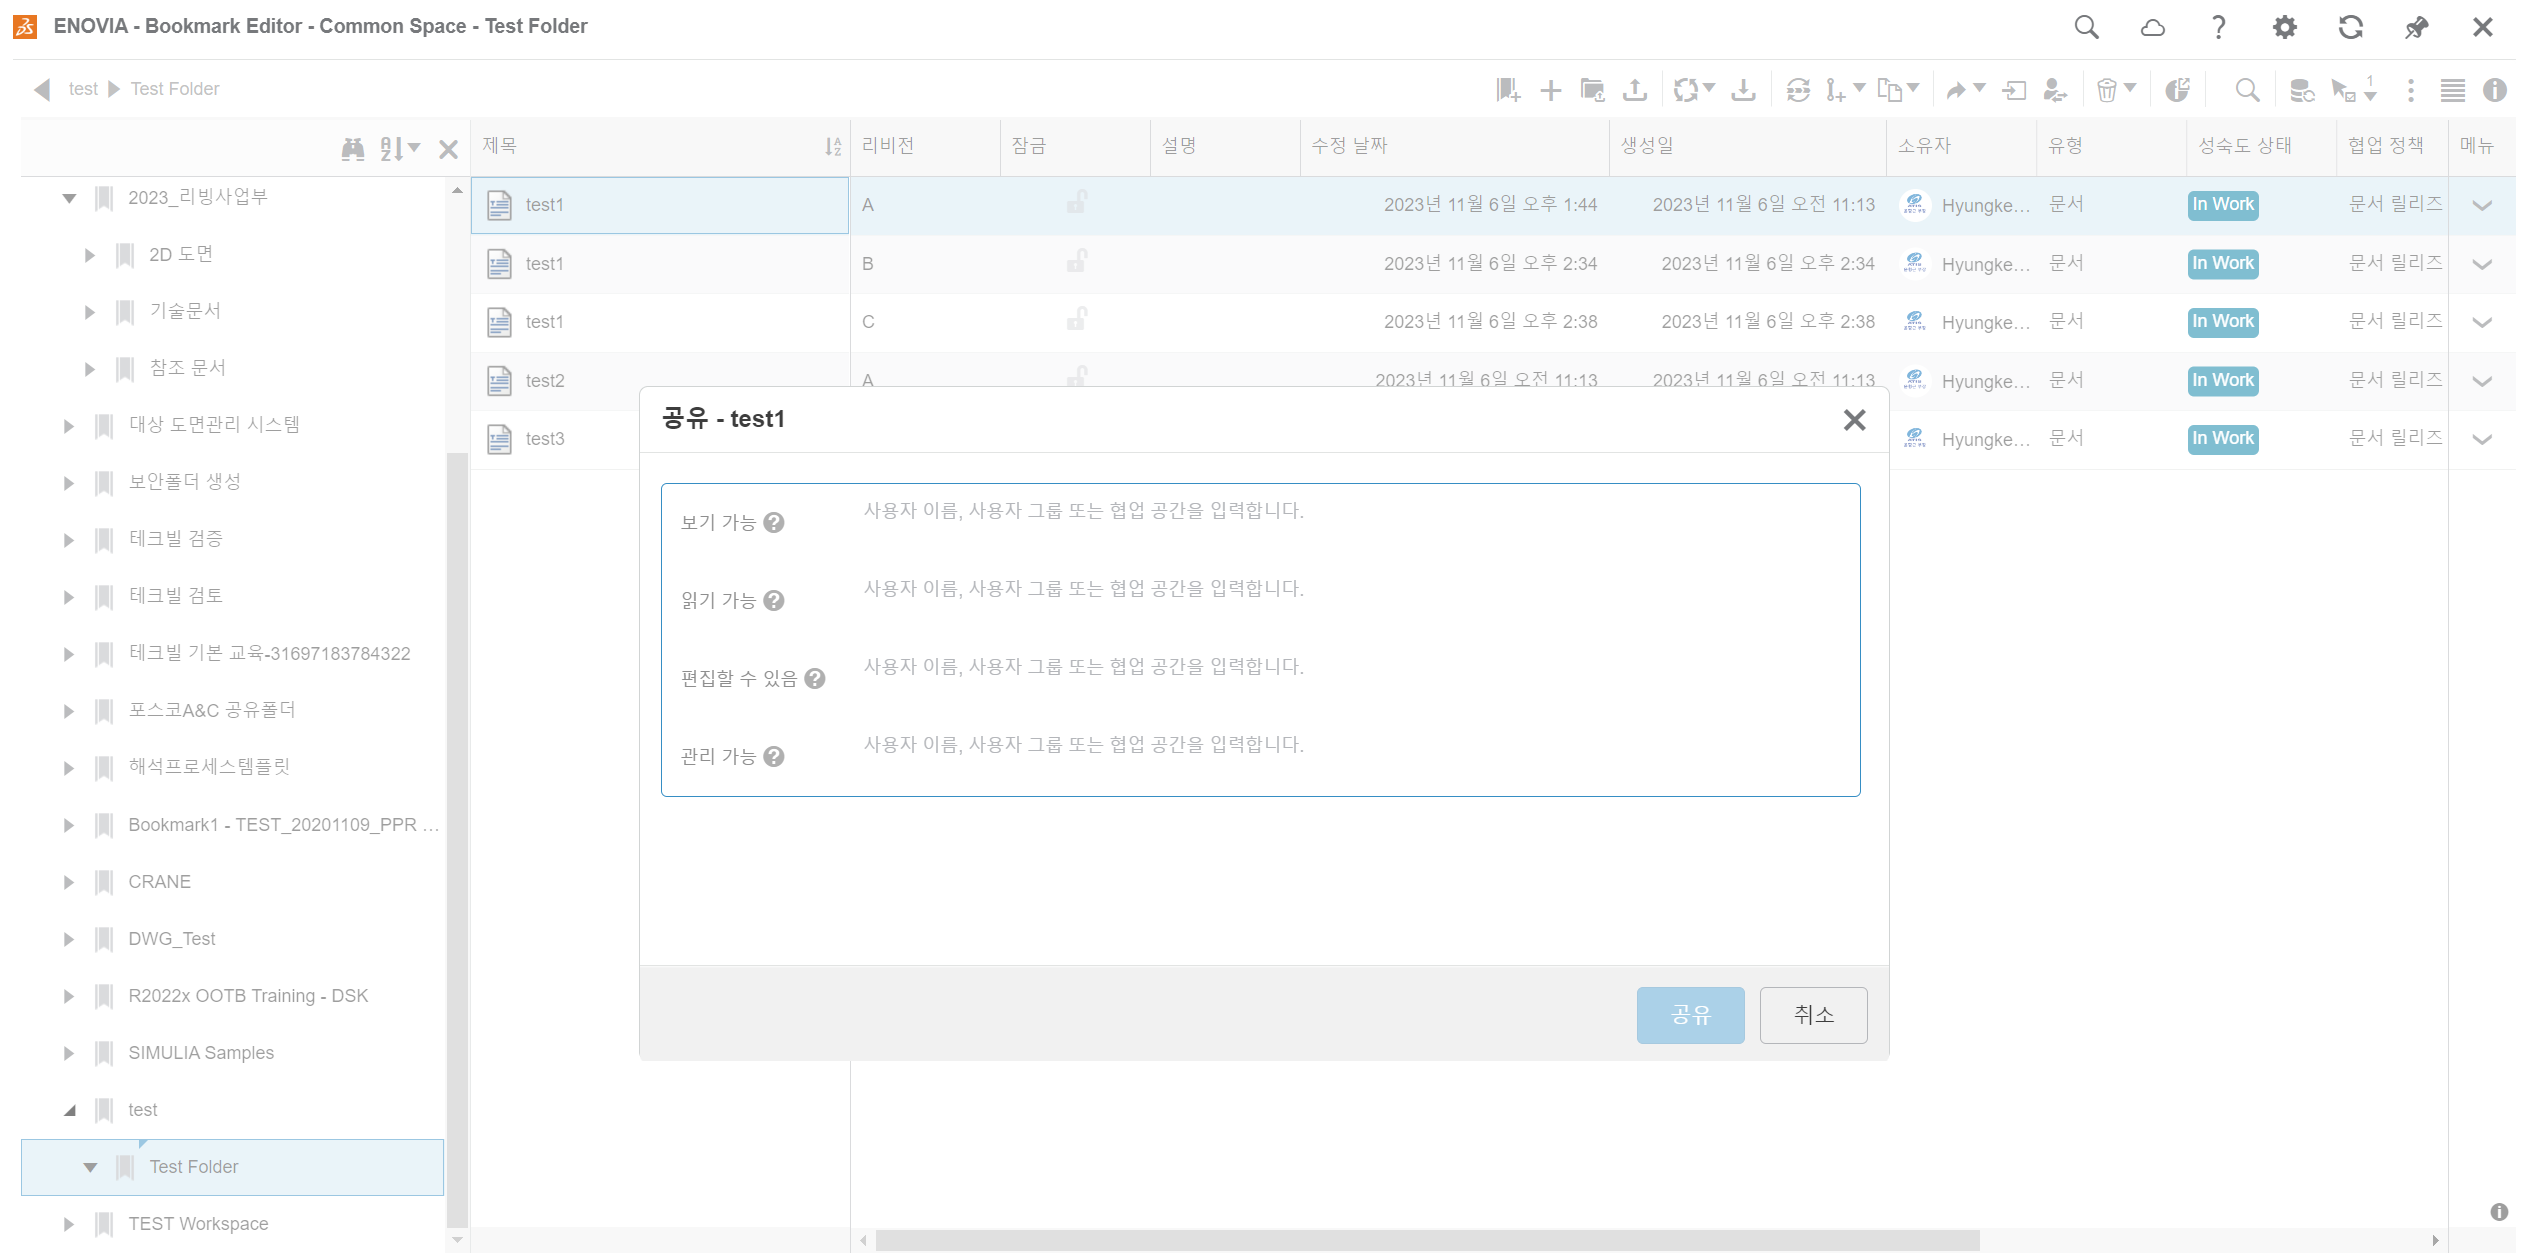 ENOVIA - Bookmark Editor - Common Space - Test Folder
test Test Folder
1
제목 리비전 잠금 설명 수정 날짜 생성일 소유자 유형 성숙도 상태 협업 정책 메뉴
2023_리빙사업부
2D 도면
기술문서
참조 문서
대상 도면관리 시스템
보안폴더 생성
테크빌 검증
테크빌 검토
테크빌 기본 교육-31697183784322
포스코A&C 공유폴더
해석프로세스템플릿
Bookmark1 - TEST_20201109_PPR ...
CRANE
DWG_Test
R2022x OOTB Training - DSK
SIMULIA Samples
test
Test Folder
TEST Workspace
test1 A 2023년 11월 6일 오후 1:44 2023년 11월 6일 오전 11:13 Hyungke... 문서 In Work 문서 릴리즈
test1 B 2023년 11월 6일 오후 2:34 2023년 11월 6일 오후 2:34 Hyungke... 문서 In Work 문서 릴리즈
test1 C 2023년 11월 6일 오후 2:38 2023년 11월 6일 오후 2:38 Hyungke... 문서 In Work 문서 릴리즈
test2 A 2023년 11월 6일 오전 11:13 2023년 11월 6일 오전 11:13 Hyungke... 문서 In Work 문서 릴리즈
test3 Hyungke... 문서 In Work 문서 릴리즈
공유 - test1
보기 가능 사용자 이름, 사용자 그룹 또는 협업 공간을 입력합니다.
읽기 가능 사용자 이름, 사용자 그룹 또는 협업 공간을 입력합니다.
편집할 수 있음 사용자 이름, 사용자 그룹 또는 협업 공간을 입력합니다.
관리 가능 사용자 이름, 사용자 그룹 또는 협업 공간을 입력합니다.
공유 취소